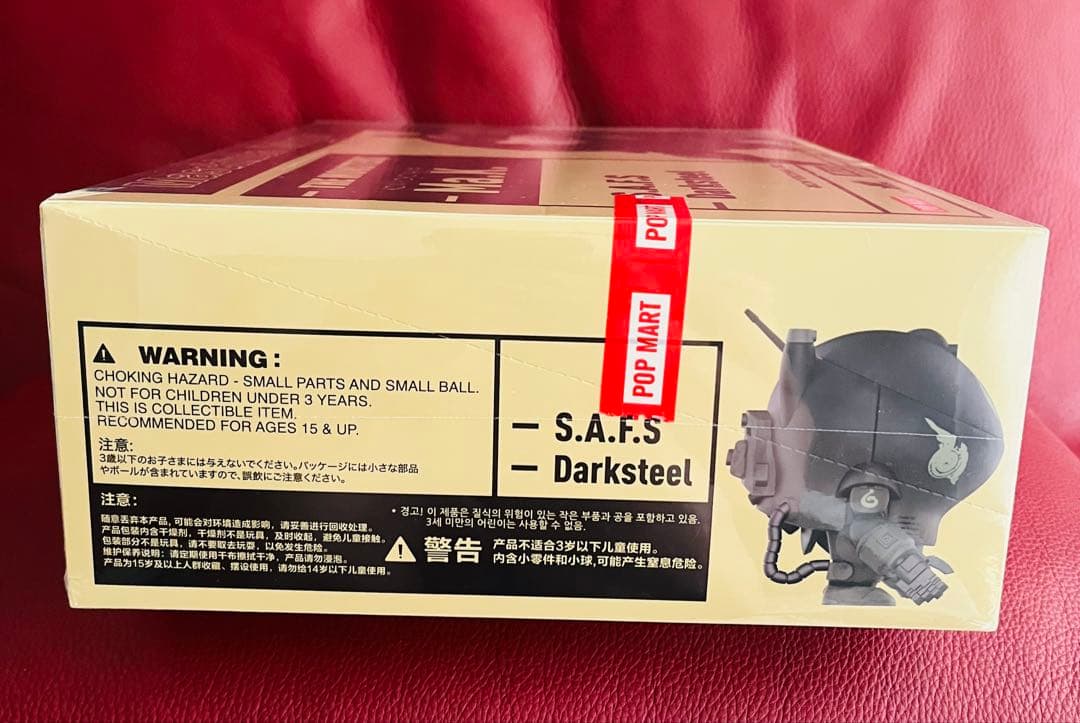 Ma.K.
S.A.F.S
Darksteel
POP MART
POP MART
⚠ WARNING :
CHOKING HAZARD - SMALL PARTS AND SMALL BALL.
NOT FOR CHILDREN UNDER 3 YEARS.
THIS IS COLLECTIBLE ITEM.
RECOMMENDED FOR AGES 15 & UP.
注意:
3歳以下のお子さまには与えないでください。パッケージには小さな部品
やボールが含まれていますので、誤飲にご注意ください。
– S.A.F.S
– Darksteel
注意:
随意丢弃本产品, 可能会对环境造成影响, 请妥善进行回收处理。
产品包装内含干燥剂, 干燥剂不是玩具, 及时收起, 避免儿童接触。
包装部分不是玩具, 请不要取去玩耍, 以免发生危险。
维护保养说明: 请定期使用干布擦拭干净, 产品请勿浸泡。
产品为15岁及以上人群收藏、摆设使用, 请勿给14岁以下儿童使用。
• 경고! 이 제품은 질식의 위험이 있는 작은 부품과 공을 포함하고 있음.
3세 미만의 어린이는 사용할 수 없음.
⚠ 警告
产品不适合3岁以下儿童使用。
内含小零件和小球,可能产生窒息危险。